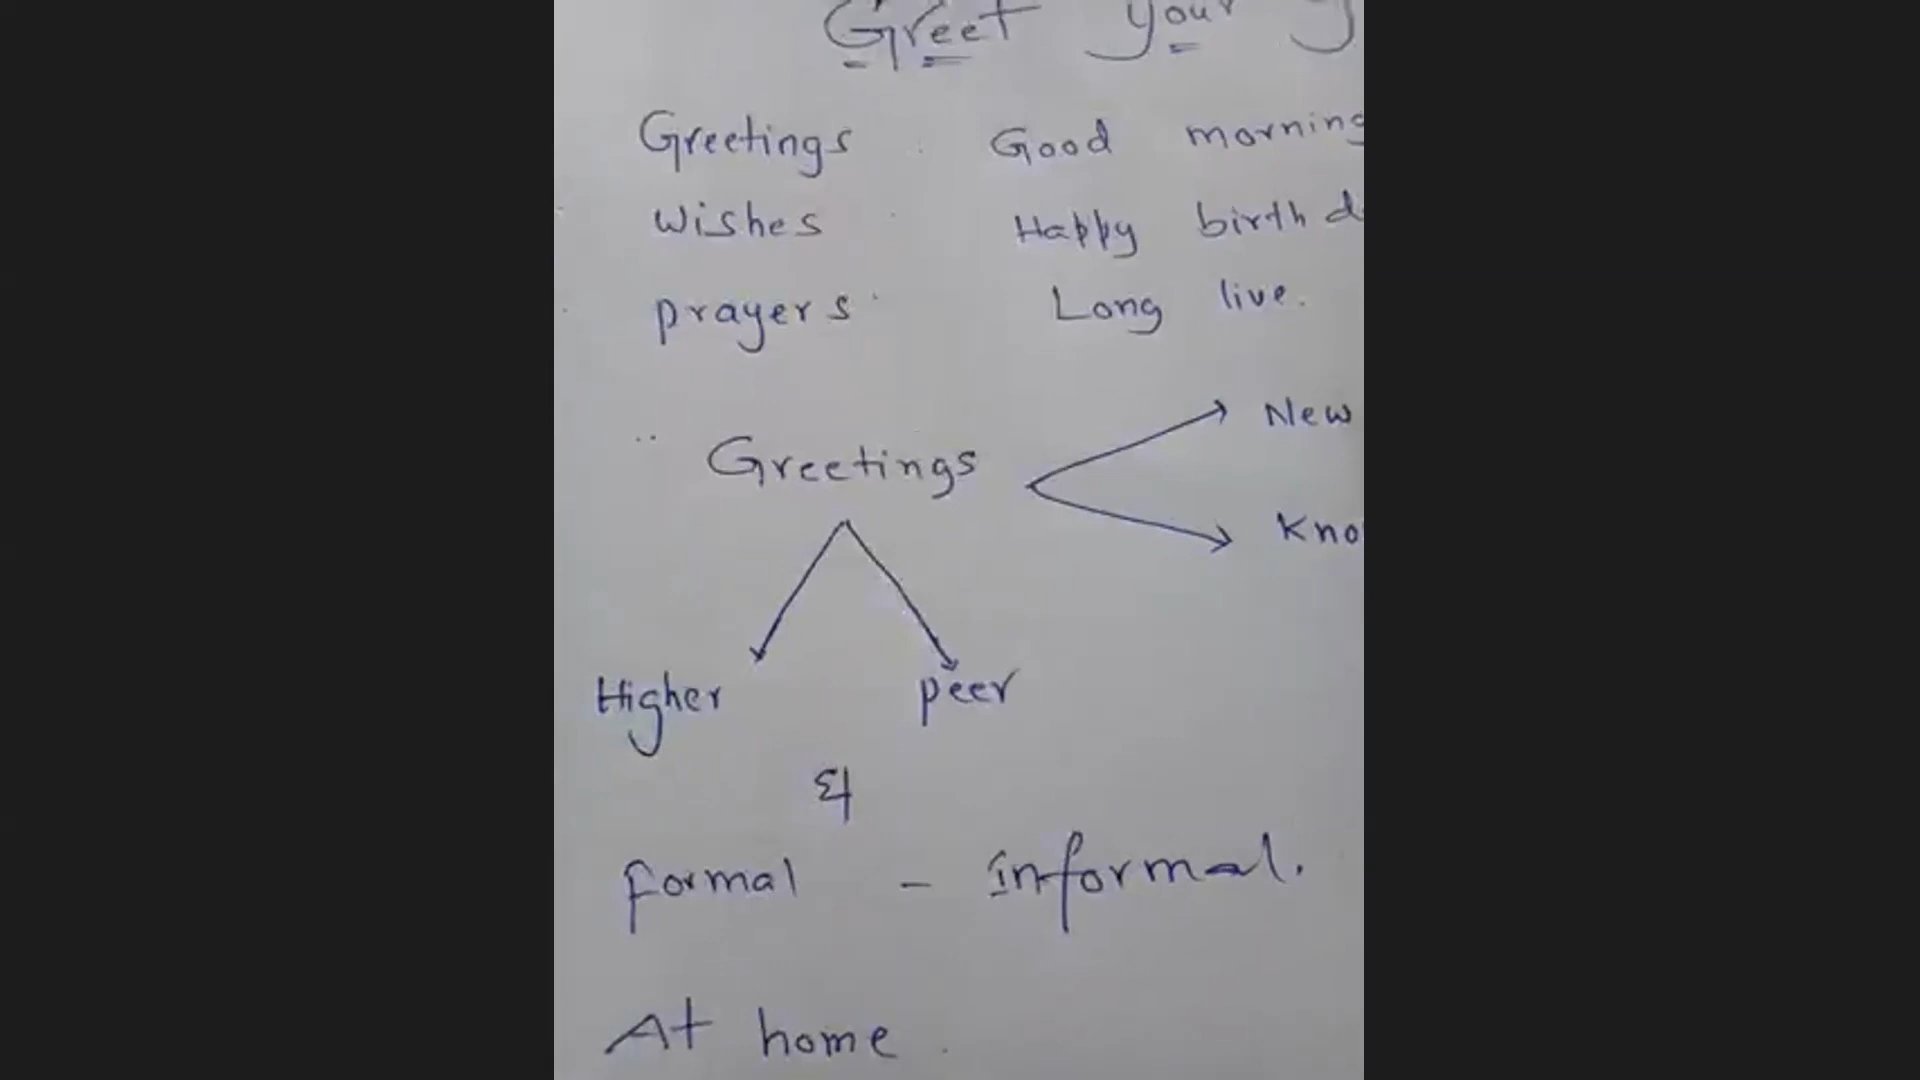 Greet your
Greetings Good morning
Wishes Happy birth d
prayers Long live.
New
Greetings
Kno
Higher peer
&
formal - informal.
At home